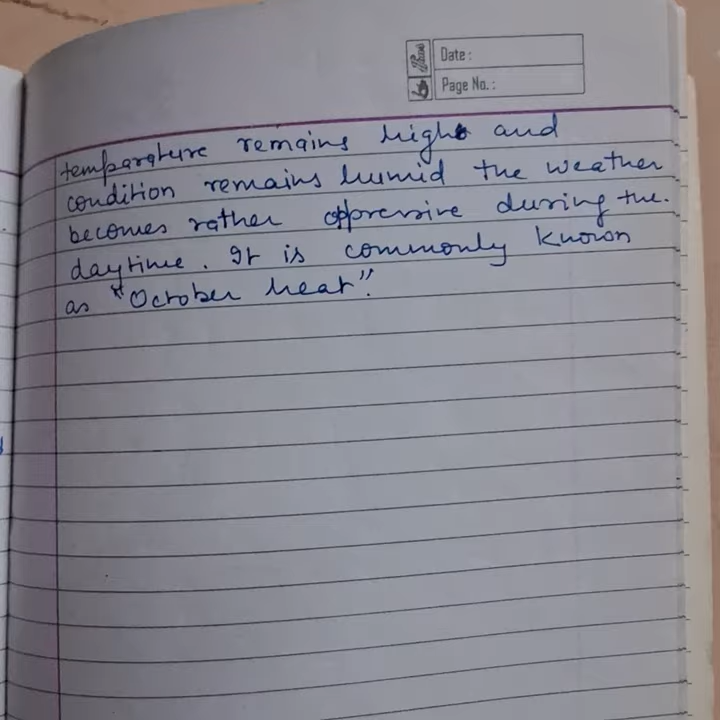 Date :
Page No. :
temparature remains high and
condition remains humid the weather
becomes rather oppressive during the.
daytime. It is commonly known
as "October heat".